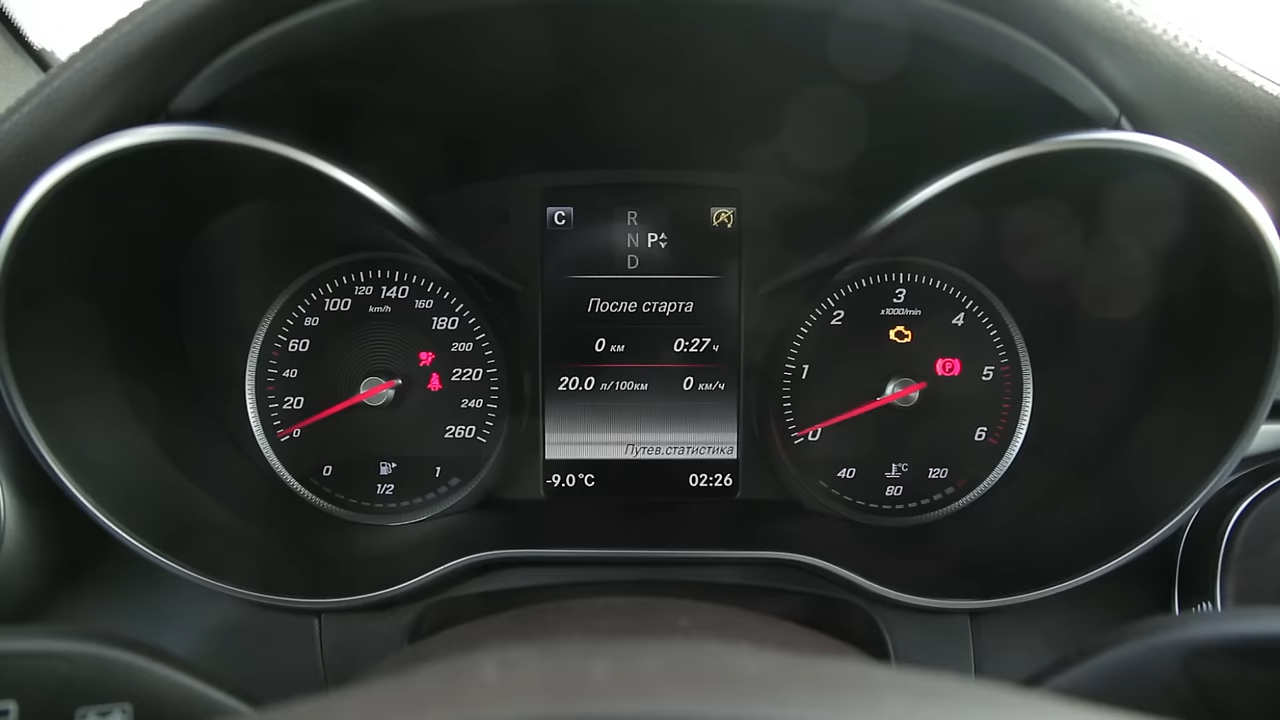 C
R
N P
D
После старта
0 км 0:27 ч
20.0 л/100км 0 км/ч
Путев.статистика
-9.0°C 02:26
0
20
40
60
80
100
120
140
160
180
200
220
240
260
km/h
0 1/2 1
0
1
2
3
4
5
6
x1000/min
P
°C
40 80 120